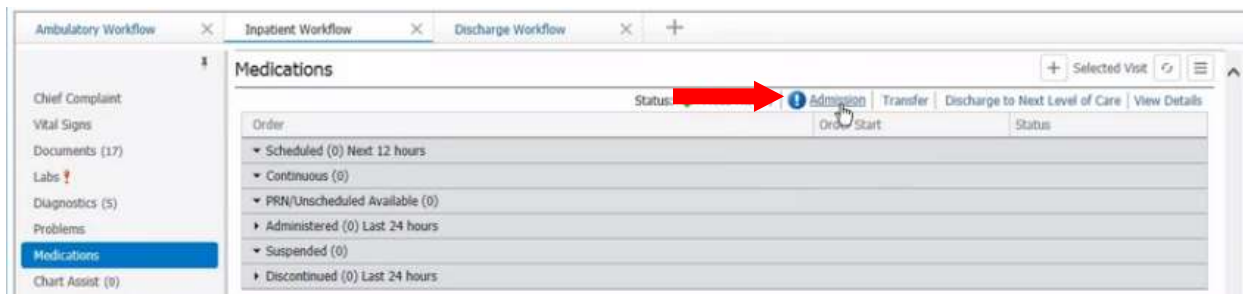 Ambulatory Workflow Inpatient Workflow Discharge Workflow
Medications
Selected Visit
Chief Complaint
Vital Signs
Documents (17)
Labs
Diagnostics (5)
Problems
Medications
Chart Assist (0)
Status: Admission | Transfer | Discharge to Next Level of Care | View Details
Order Order Start Status
Scheduled (0) Next 12 hours
Continuous (0)
PRN/Unscheduled Available (0)
Administered (0) Last 24 hours
Suspended (0)
Discontinued (0) Last 24 hours